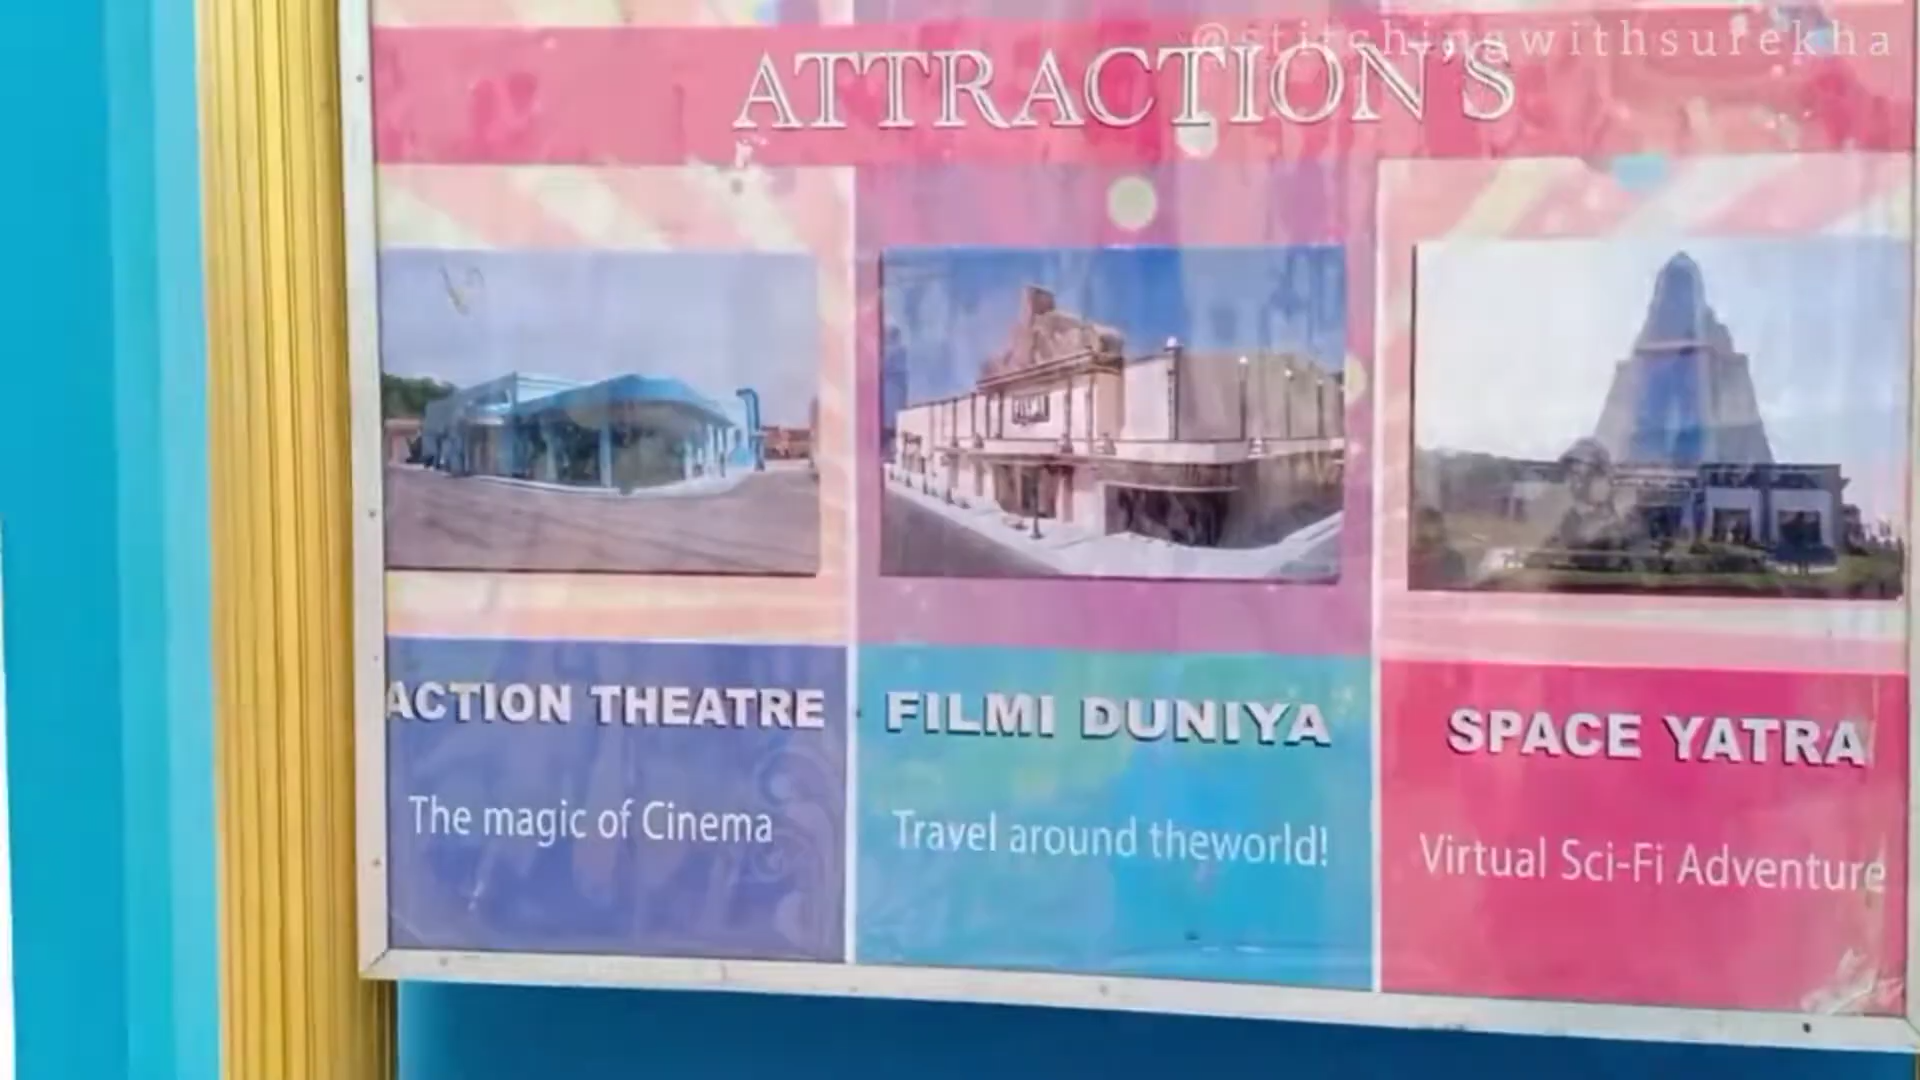 @stitchingwithsurekha
ATTRACTION'S
ACTION THEATRE
The magic of Cinema
FILMI DUNIYA
Travel around theworld!
SPACE YATRA
Virtual Sci-Fi Adventure